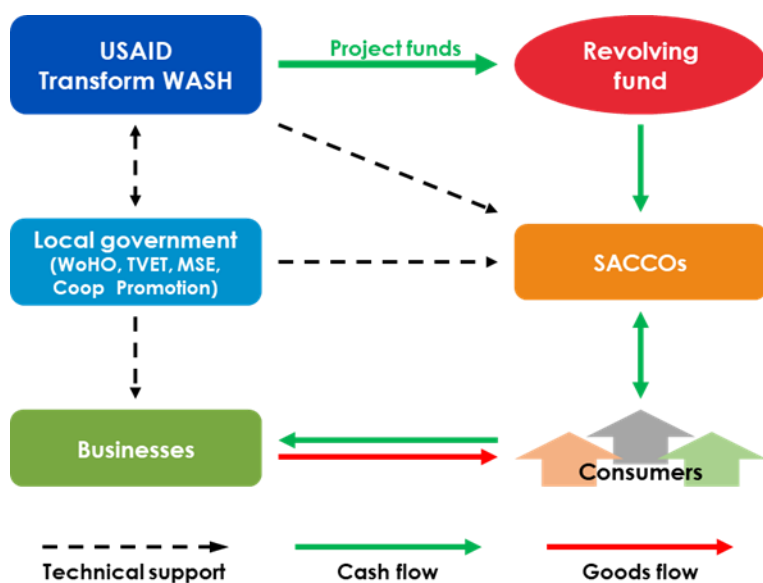 USAID
Transform WASH
Project funds
Revolving
fund
Local government
(WoHO, TVET, MSE,
Coop Promotion)
SACCOs
Businesses
Consumers
Technical support
Cash flow
Goods flow